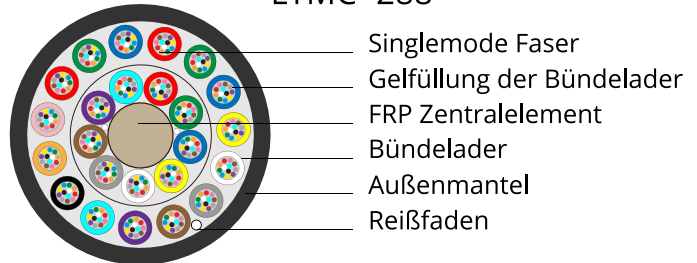 Singlemode Faser
Gelfüllung der Bündelader
FRP Zentralelement
Bündelader
Außenmantel
Reißfaden